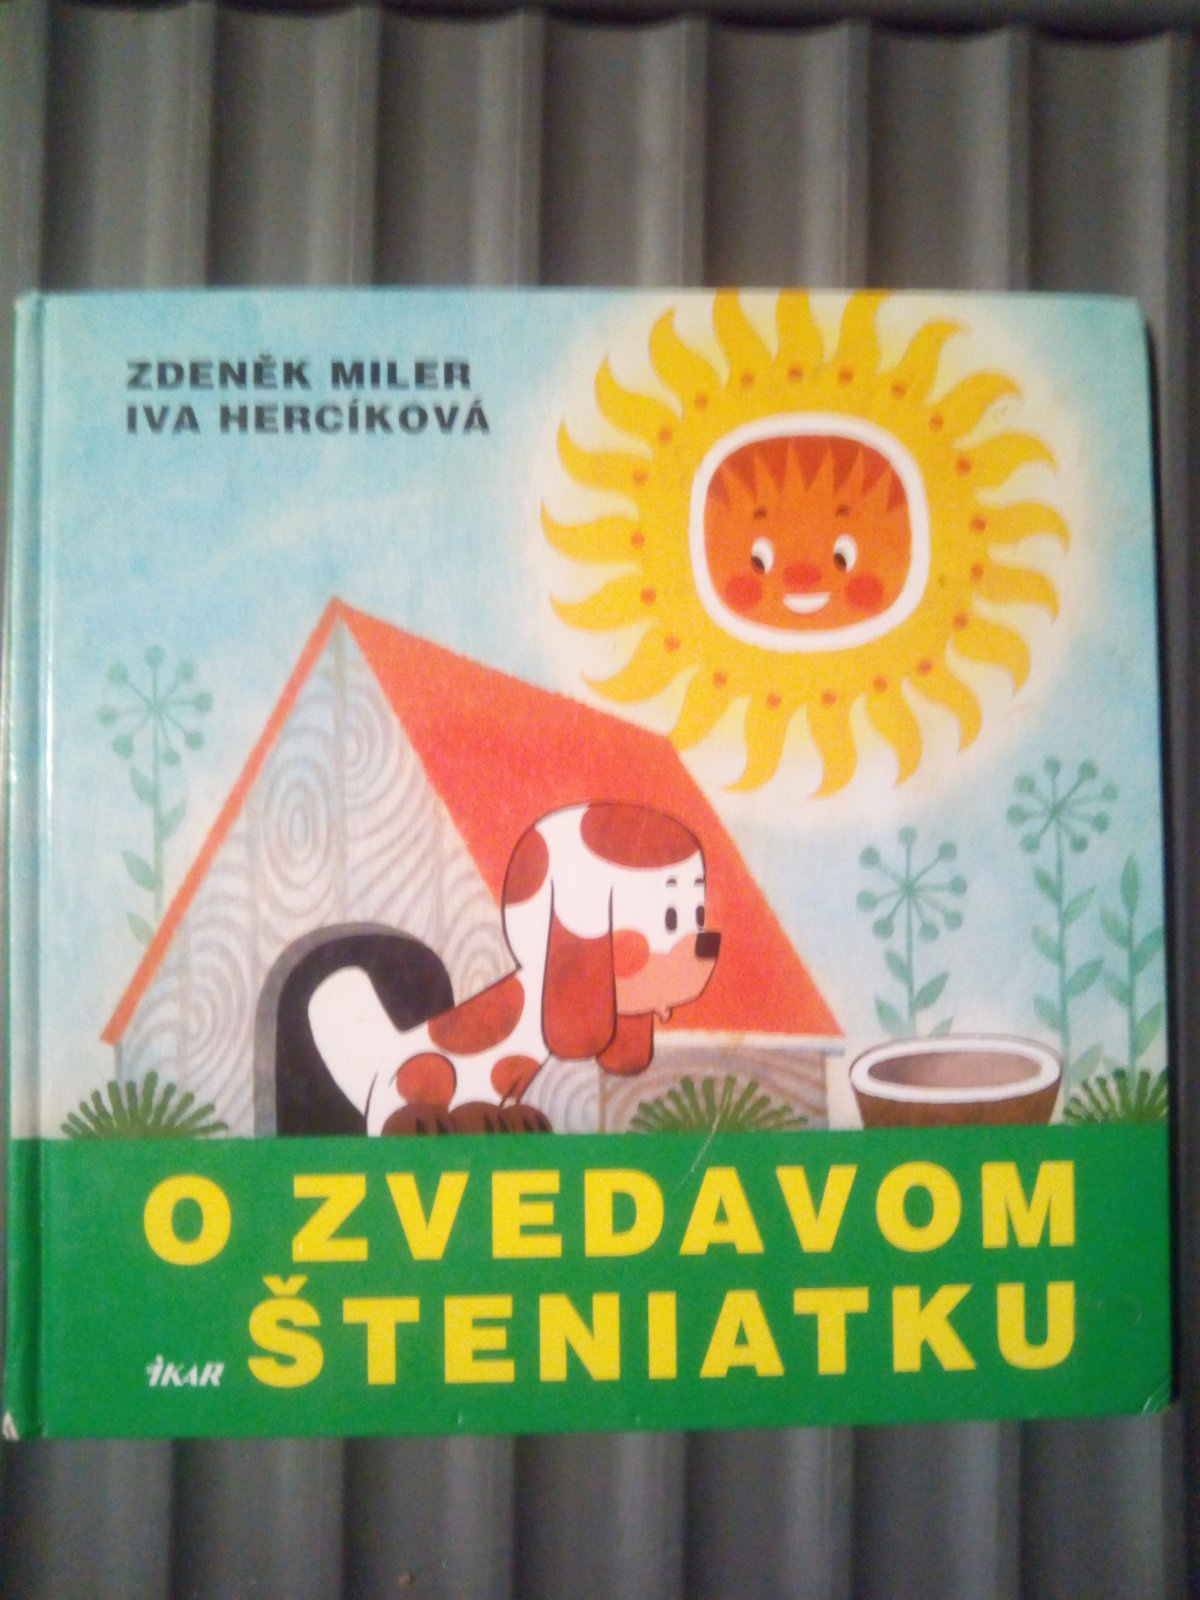 ZDENĚK MILER
IVA HERCÍKOVÁ
O ZVEDAVOM
ŠTENIATKU
IKAR